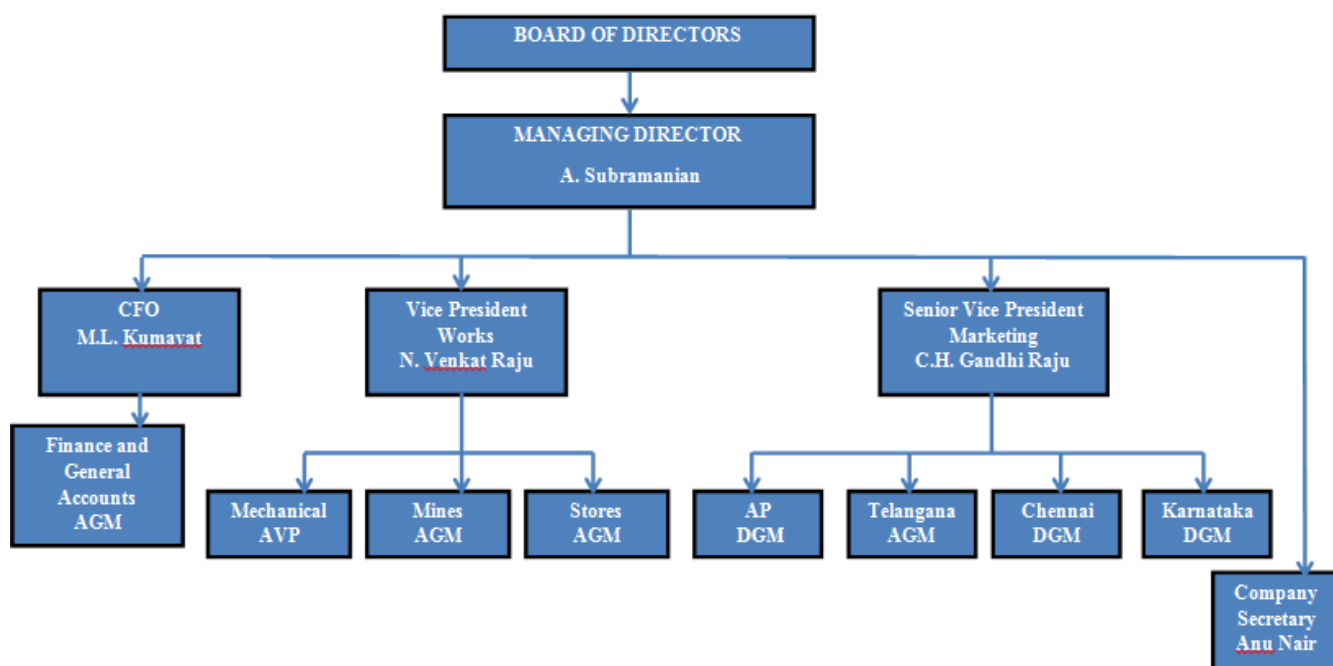 BOARD OF DIRECTORS
MANAGING DIRECTOR
A. Subramanian
CFO
M.L. Kumavat
Vice President
Works
N. Venkat Raju
Senior Vice President
Marketing
C.H. Gandhi Raju
Finance and
General
Accounts
AGM
Mechanical
AVP
Mines
AGM
Stores
AGM
AP
DGM
Telangana
AGM
Chennai
DGM
Karnataka
DGM
Company
Secretary
Anu Nair